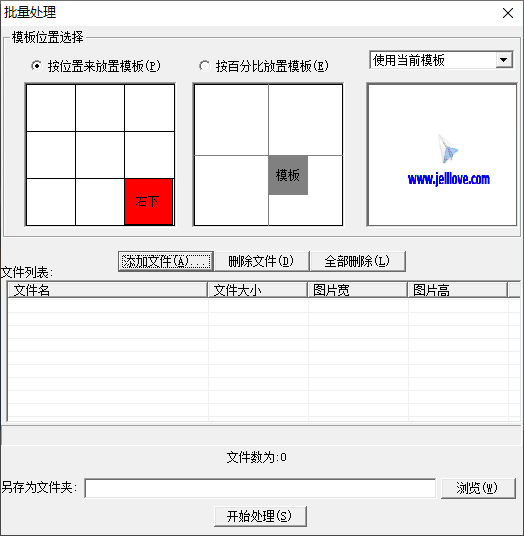 批量处理
模板位置选择
按位置来放置模板(P) 按百分比放置模板(E) 使用当前模板
右下 模板 www.jelllove.com
添加文件(A)... 删除文件(D) 全部删除(L)
文件列表:
文件名 文件大小 图片宽 图片高
文件数为:0
另存为文件夹: 浏览(W)
开始处理(S)